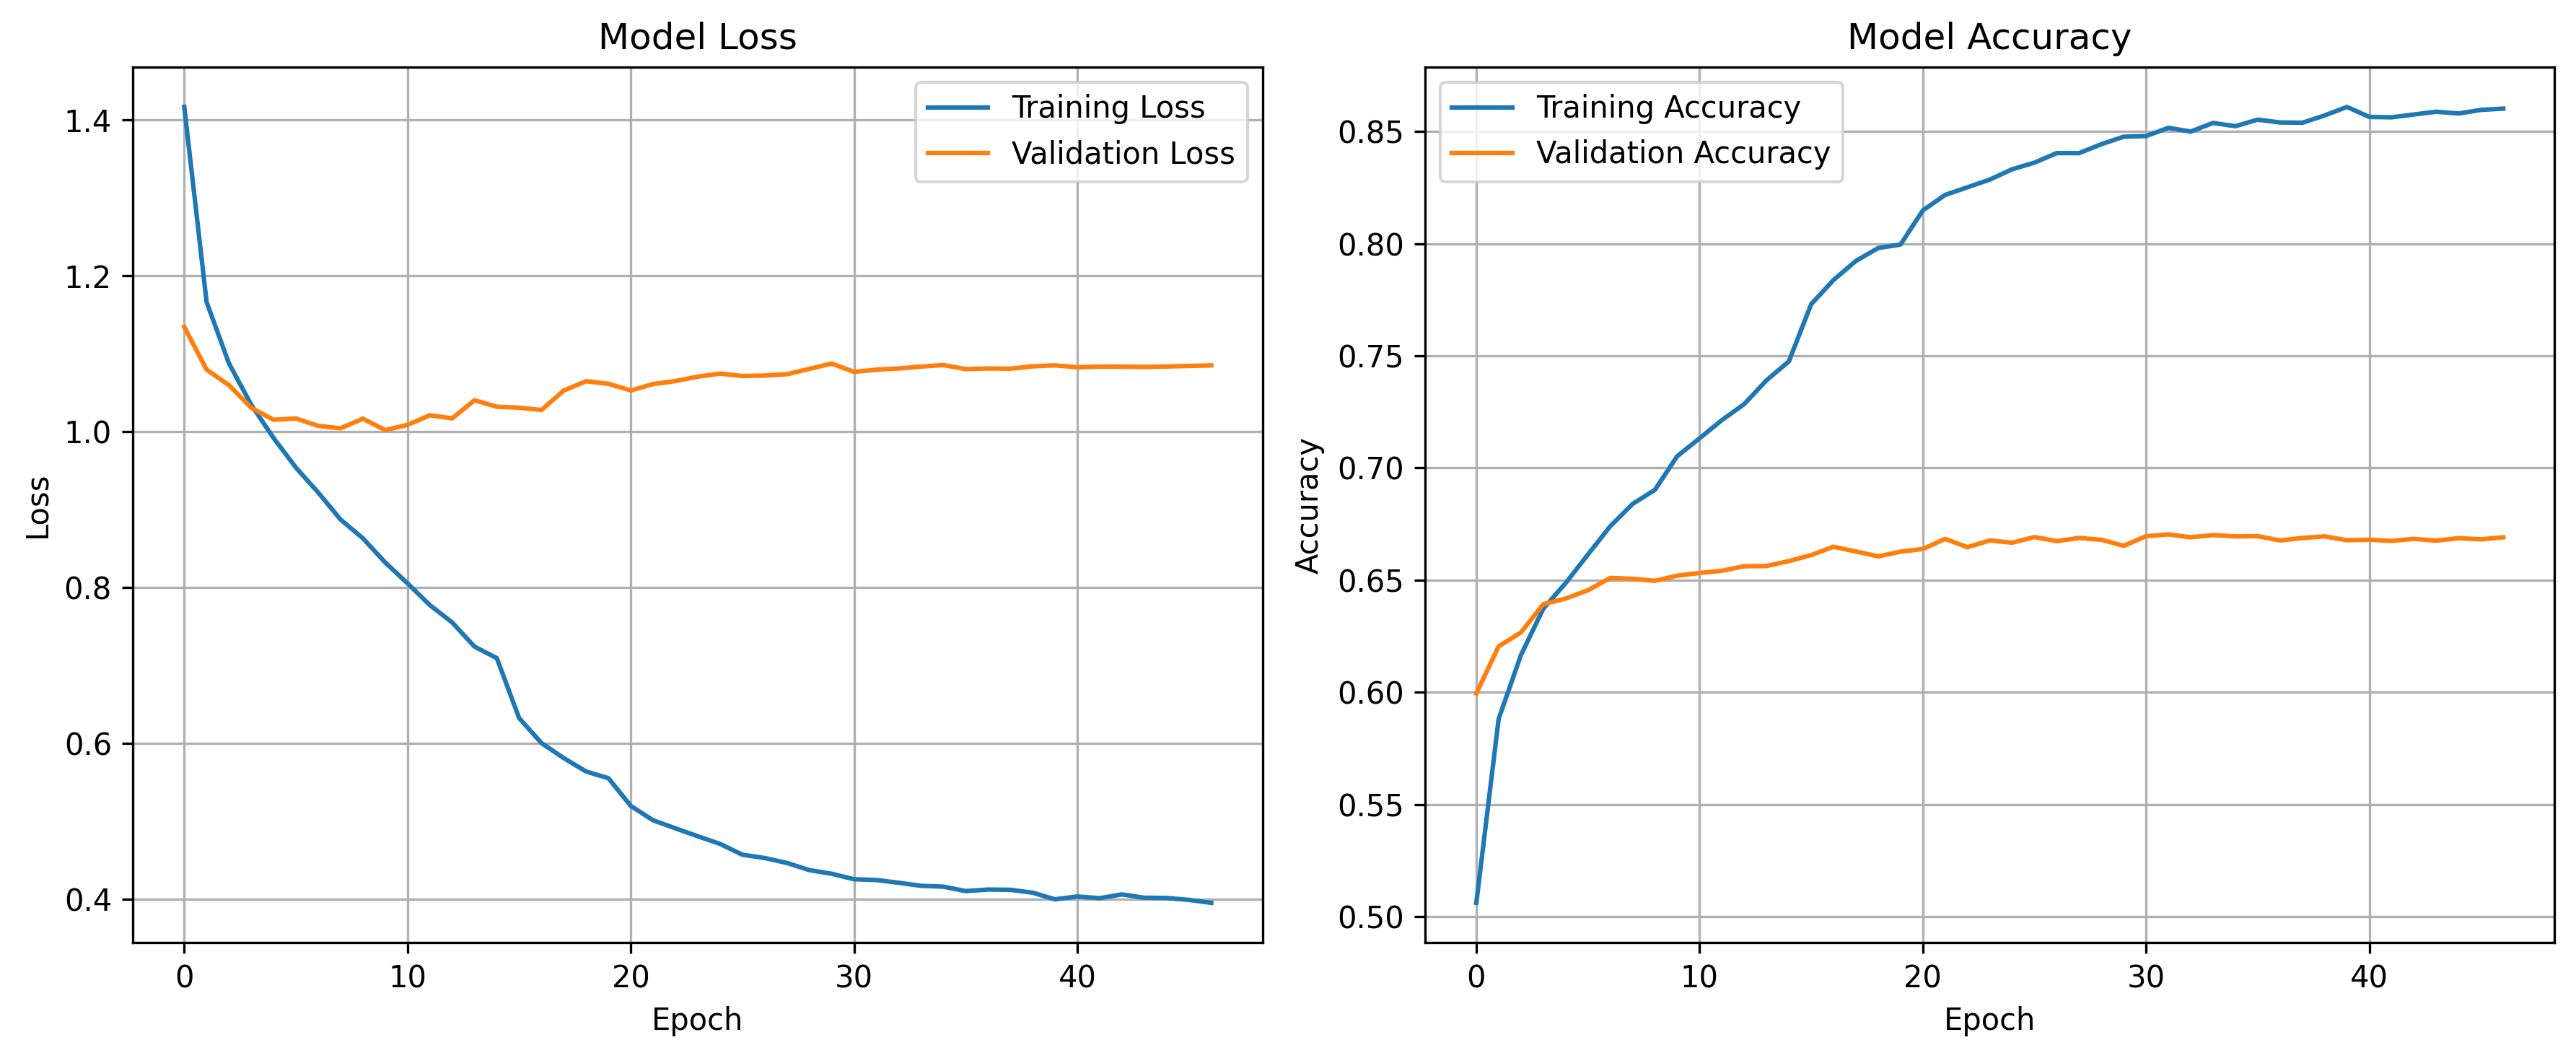 Model Loss
Training Loss
Validation Loss
1.4
1.2
1.0
0.8
0.6
0.4
Loss
0 10 20 30 40
Epoch
Model Accuracy
Training Accuracy
Validation Accuracy
0.85
0.80
0.75
0.70
0.65
0.60
0.55
0.50
Accuracy
0 10 20 30 40
Epoch